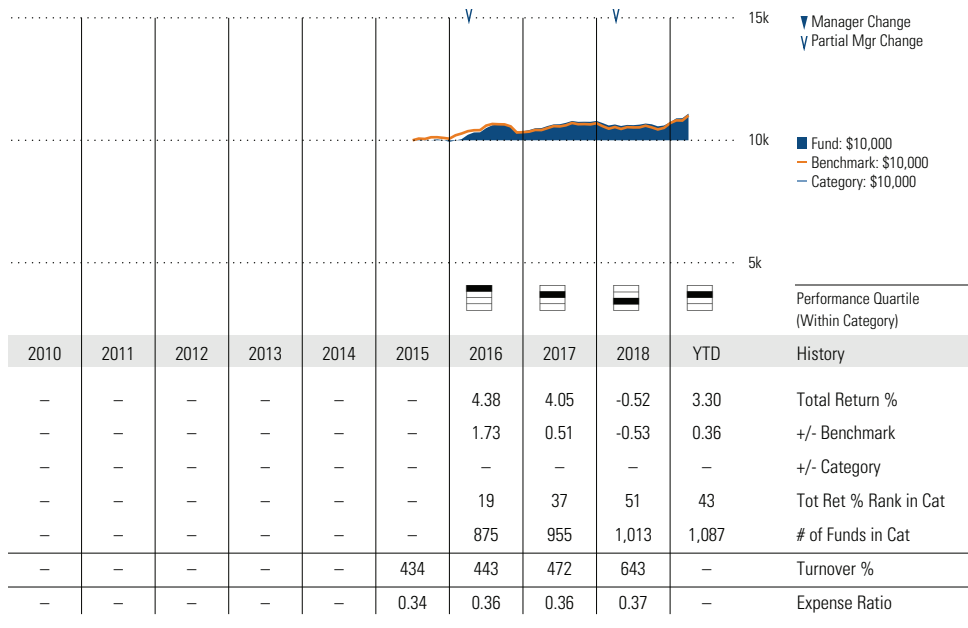 15k
▼ Manager Change
V Partial Mgr Change
10k
Fund: $10,000
Benchmark: $10,000
Category: $10,000
5k
Performance Quartile
(Within Category)
2010 2011 2012 2013 2014 2015 2016 2017 2018 YTD History
– – – – – – 4.38 4.05 -0.52 3.30 Total Return %
– – – – – – 1.73 0.51 -0.53 0.36 +/- Benchmark
– – – – – – – – – – +/- Category
– – – – – – 19 37 51 43 Tot Ret % Rank in Cat
– – – – – – 875 955 1,013 1,087 # of Funds in Cat
– – – – – 434 443 472 643 – Turnover %
– – – – – 0.34 0.36 0.36 0.37 – Expense Ratio